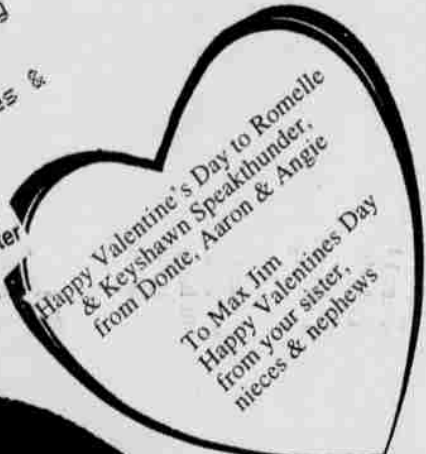 es &
Happy Valentine's Day to Romelle
& Keyshawn Speakthunder,
from Donte, Aaron & Angie
To Max Jim
Happy Valentines Day
from your sister,
nieces & nephews